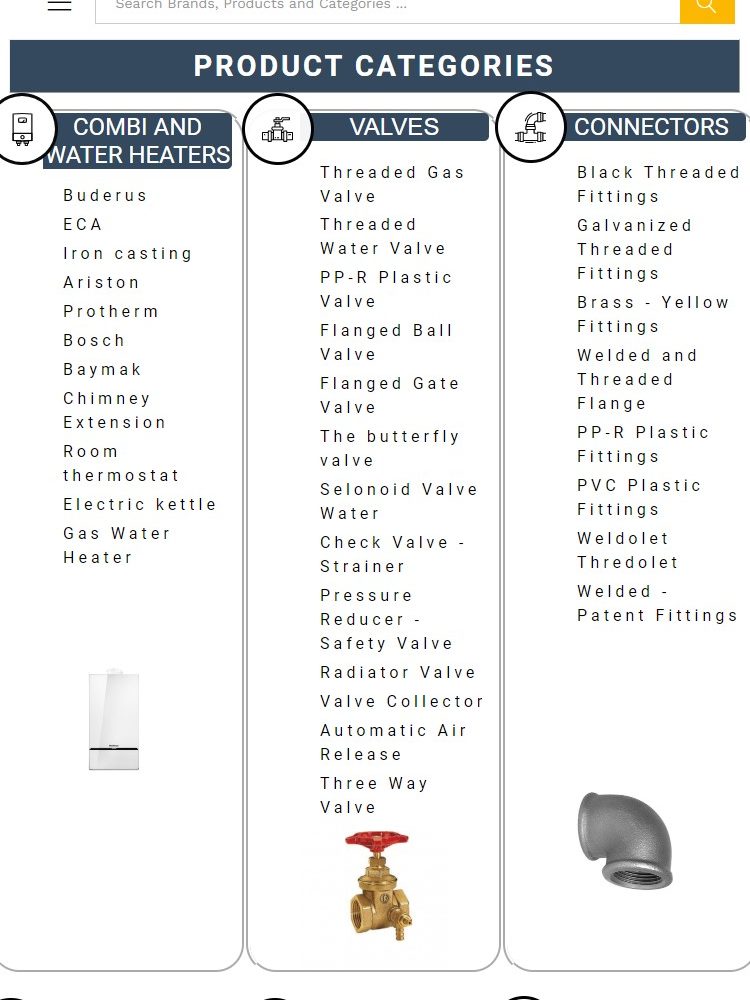 Search Brands, Products and Categories ...
PRODUCT CATEGORIES
COMBI AND
WATER HEATERS
Buderus
ECA
Iron casting
Ariston
Protherm
Bosch
Baymak
Chimney
Extension
Room
thermostat
Electric kettle
Gas Water
Heater
VALVES
Threaded Gas
Valve
Threaded
Water Valve
PP-R Plastic
Valve
Flanged Ball
Valve
Flanged Gate
Valve
The butterfly
valve
Selonoid Valve
Water
Check Valve -
Strainer
Pressure
Reducer -
Safety Valve
Radiator Valve
Valve Collector
Automatic Air
Release
Three Way
Valve
CONNECTORS
Black Threaded
Fittings
Galvanized
Threaded
Fittings
Brass - Yellow
Fittings
Welded and
Threaded
Flange
PP-R Plastic
Fittings
PVC Plastic
Fittings
Weldolet
Thredolet
Welded -
Patent Fittings